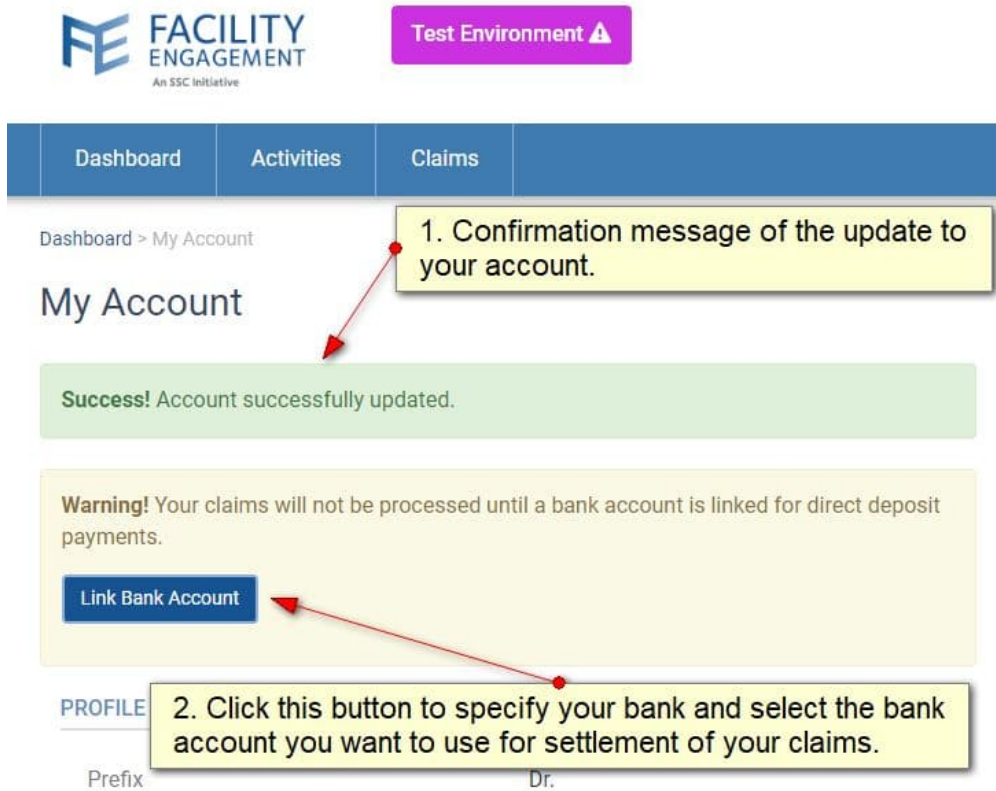 FACILITY
ENGAGEMENT
An SSC Initiative
Test Environment
Dashboard Activities Claims
Dashboard > My Account
1. Confirmation message of the update to
your account.
My Account
Success! Account successfully updated.
Warning! Your claims will not be processed until a bank account is linked for direct deposit
payments.
Link Bank Account
PROFILE
2. Click this button to specify your bank and select the bank
account you want to use for settlement of your claims.
Prefix Dr.